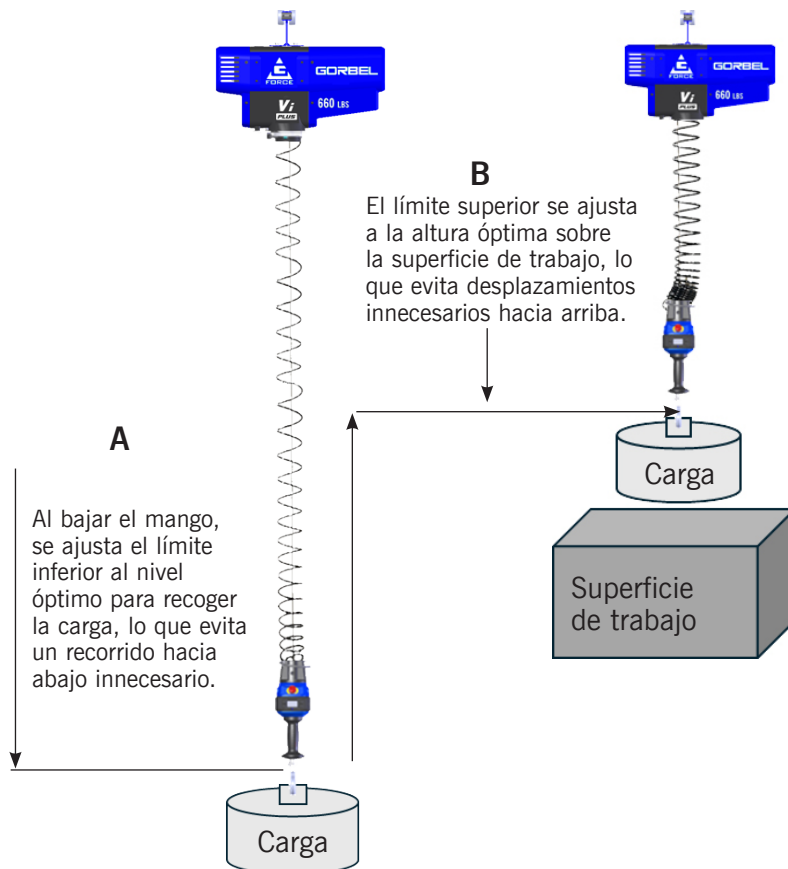 G
FORCE
GORBEL
Vi
PLUS
660 LBS
G
FORCE
GORBEL
Vi
PLUS
660 LBS
B
El límite superior se ajusta
a la altura óptima sobre
la superficie de trabajo, lo
que evita desplazamientos
innecesarios hacia arriba.
A
Al bajar el mango,
se ajusta el límite
inferior al nivel
óptimo para recoger
la carga, lo que evita
un recorrido hacia
abajo innecesario.
Carga
Superficie
de trabajo
Carga